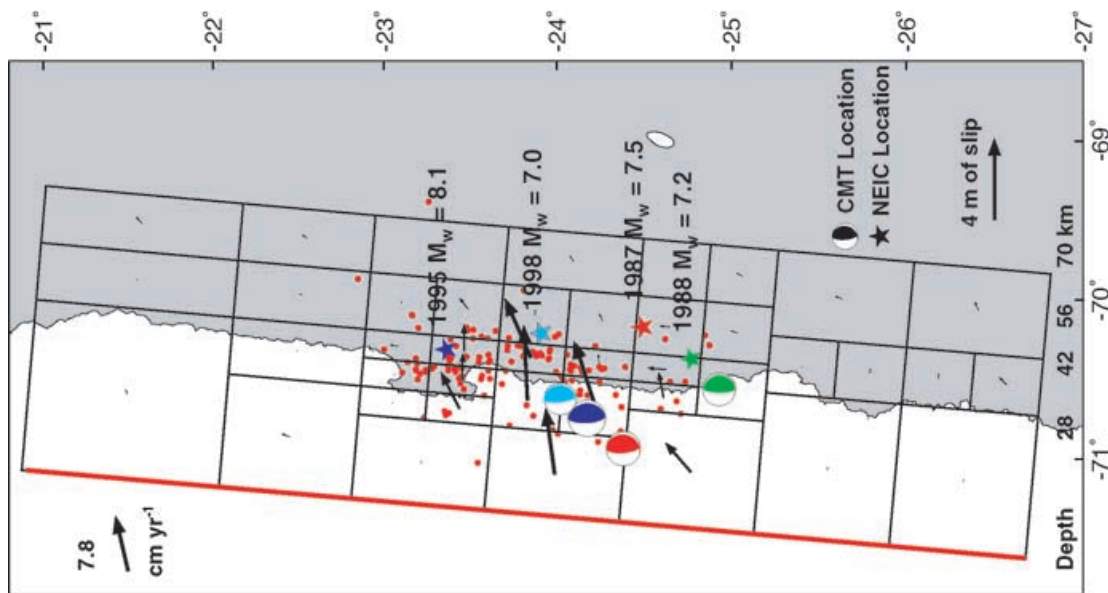 -21
-22
-23
-24
-25
-26
-27
7.8
cm yr-1
1995 Mw = 8.1
1998 Mw = 7.0
1987 Mw = 7.5
1988 Mw = 7.2
CMT Location
NEIC Location
4 m of slip
Depth 28 42 56 70 km
-71°
-70°
-69°